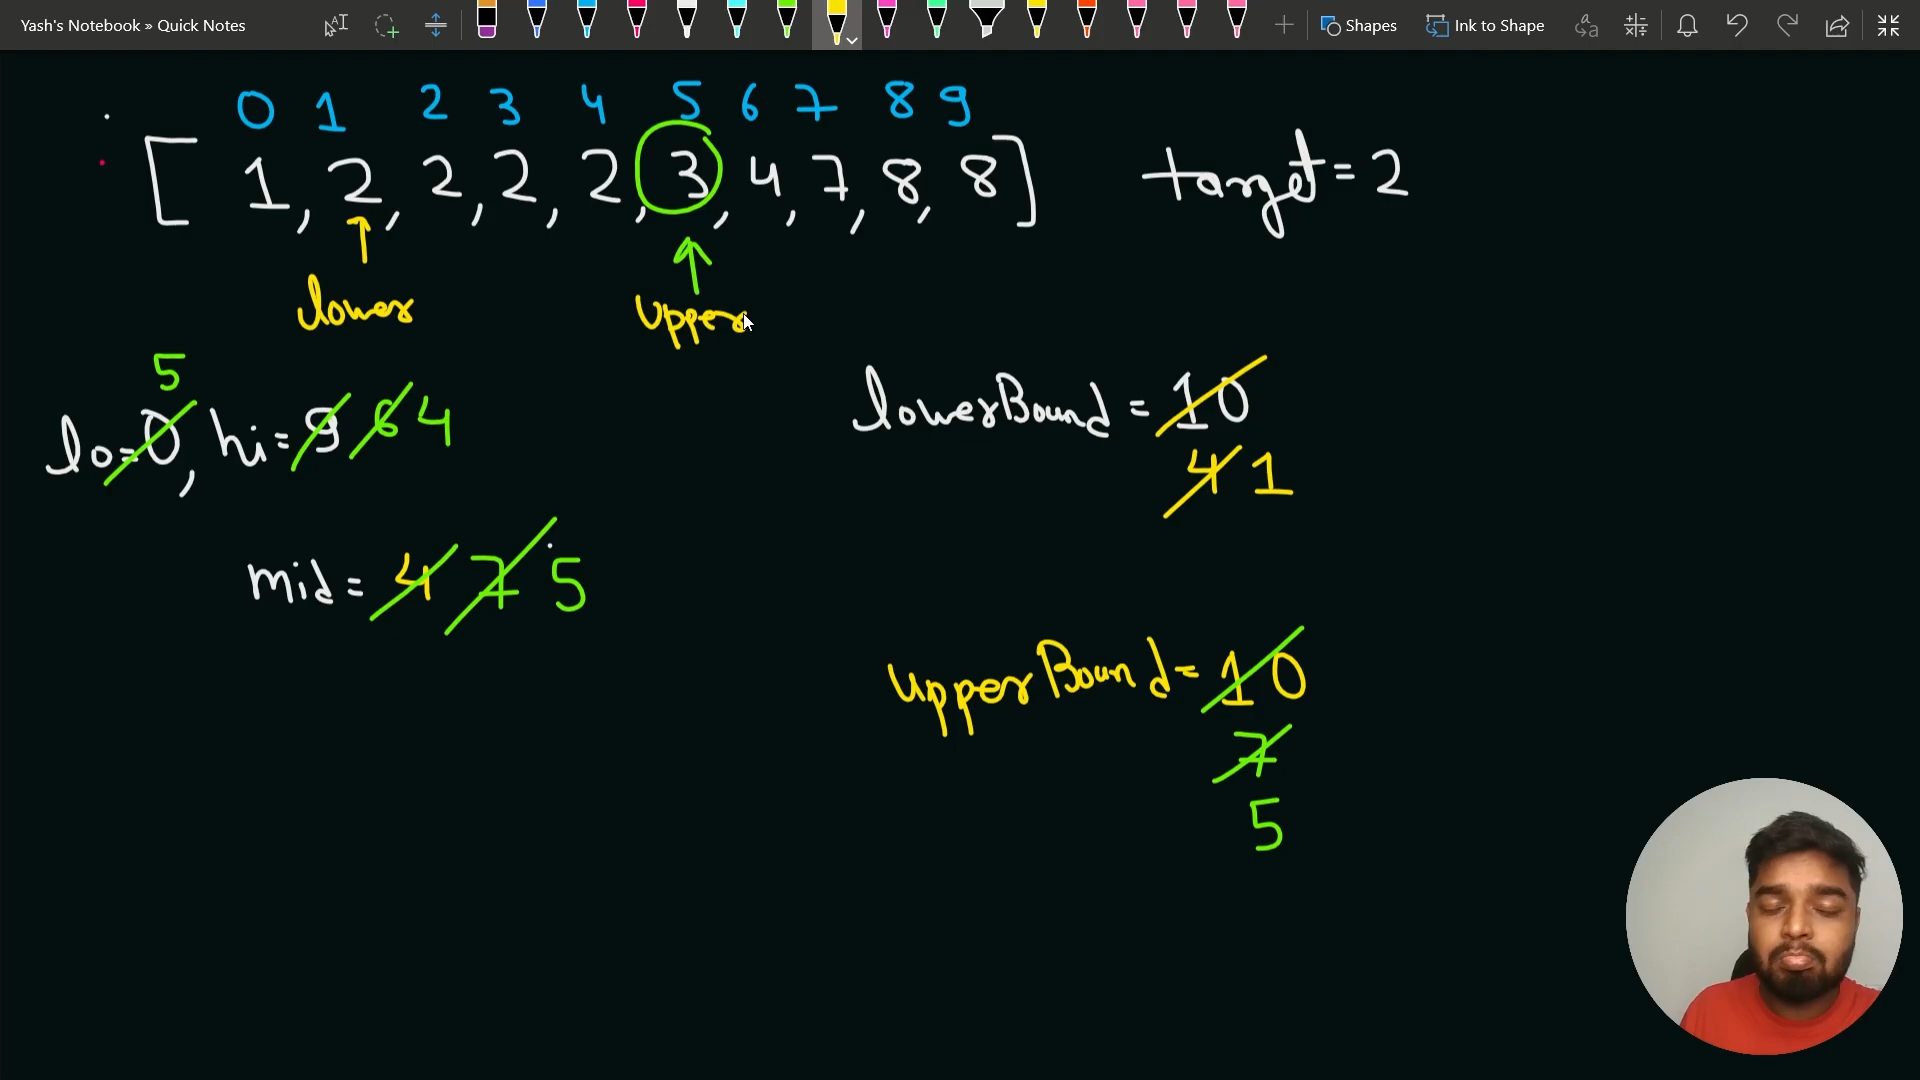 Yash's Notebook » Quick Notes
Shapes
Ink to Shape
0 1 2 3 4 5 6 7 8 9
[ 1, 2, 2, 2, 2, 3, 4, 7, 8, 8 ] target = 2
lower
upper
5
lo = 0, hi = 9 6 4
lowerBound = 10
4 1
mid = 4 7 5
upperBound = 10
7
5